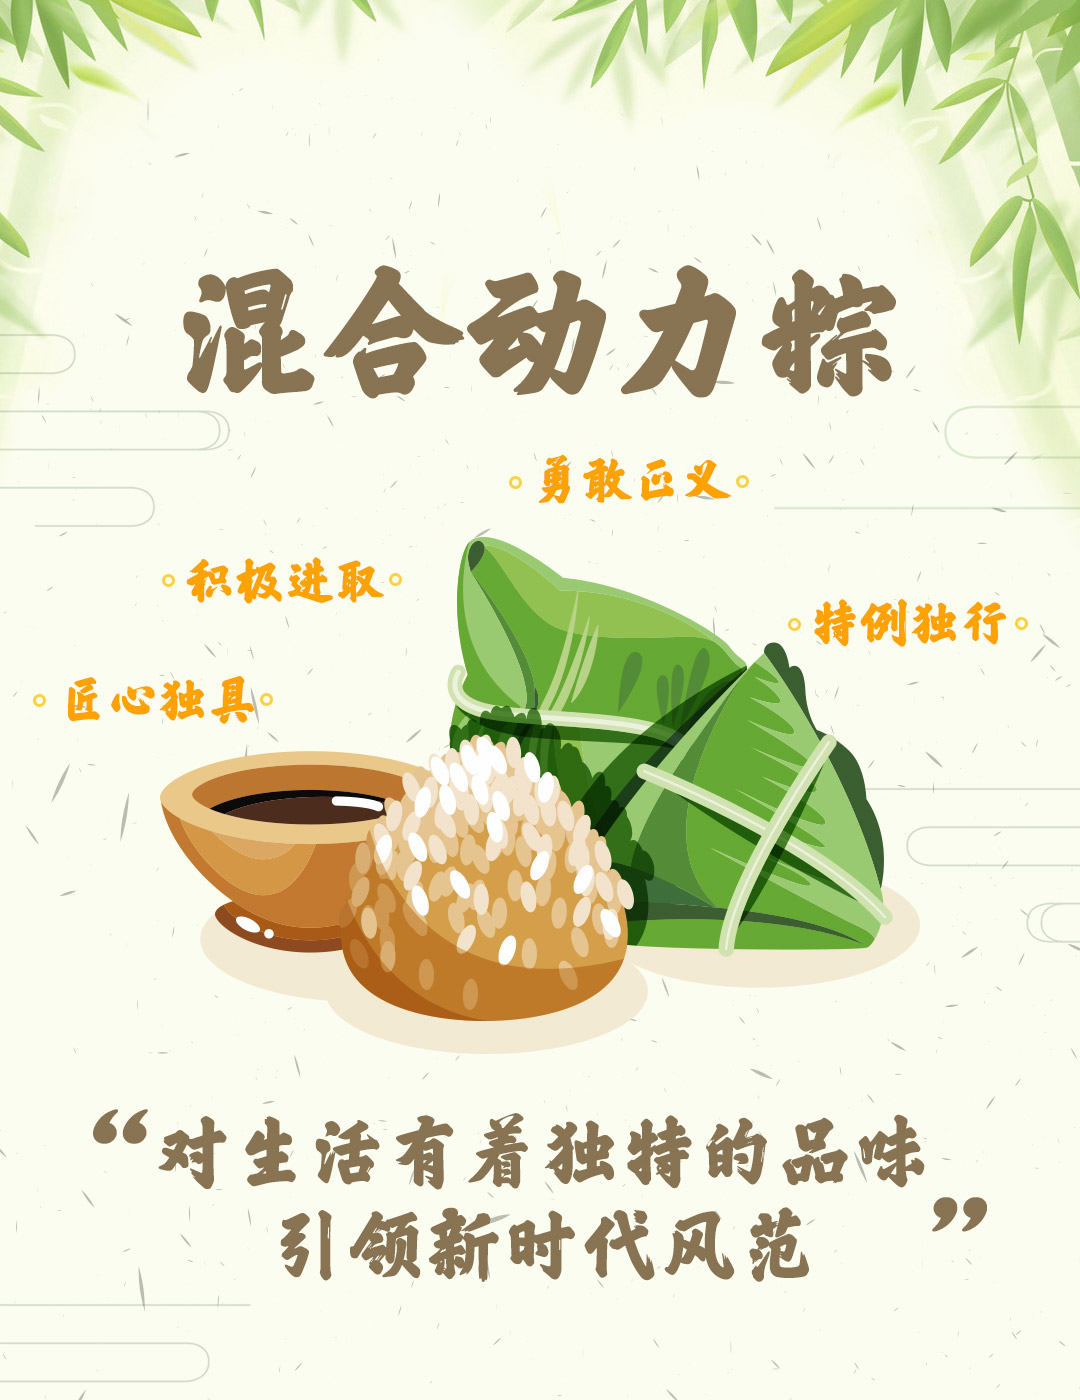 混合动力粽
勇敢正义
积极进取
特例独行
匠心独具
“对生活有着独特的品味
引领新时代风范”